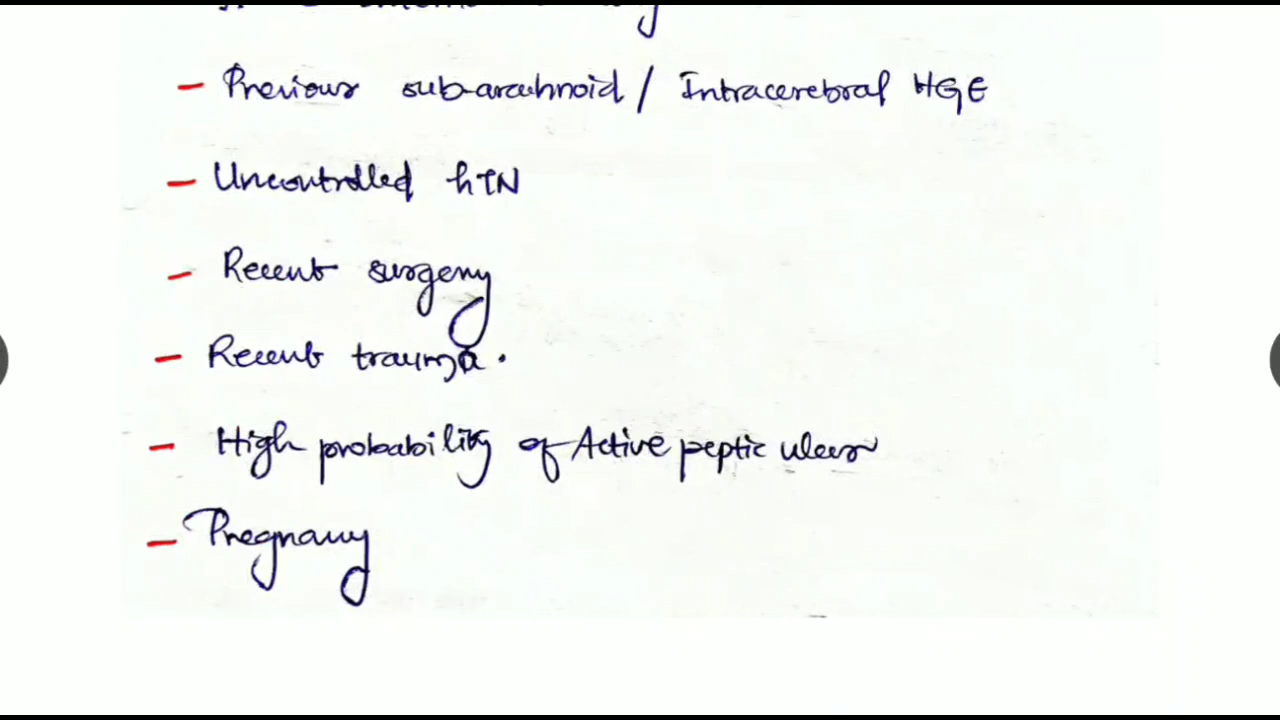 - Previous sub-arachnoid / Intracerebral HGE
- Uncontrolled hTN
- Recent surgery
- Recent trauma.
- High probability of Active peptic ulcer
- Pregnancy